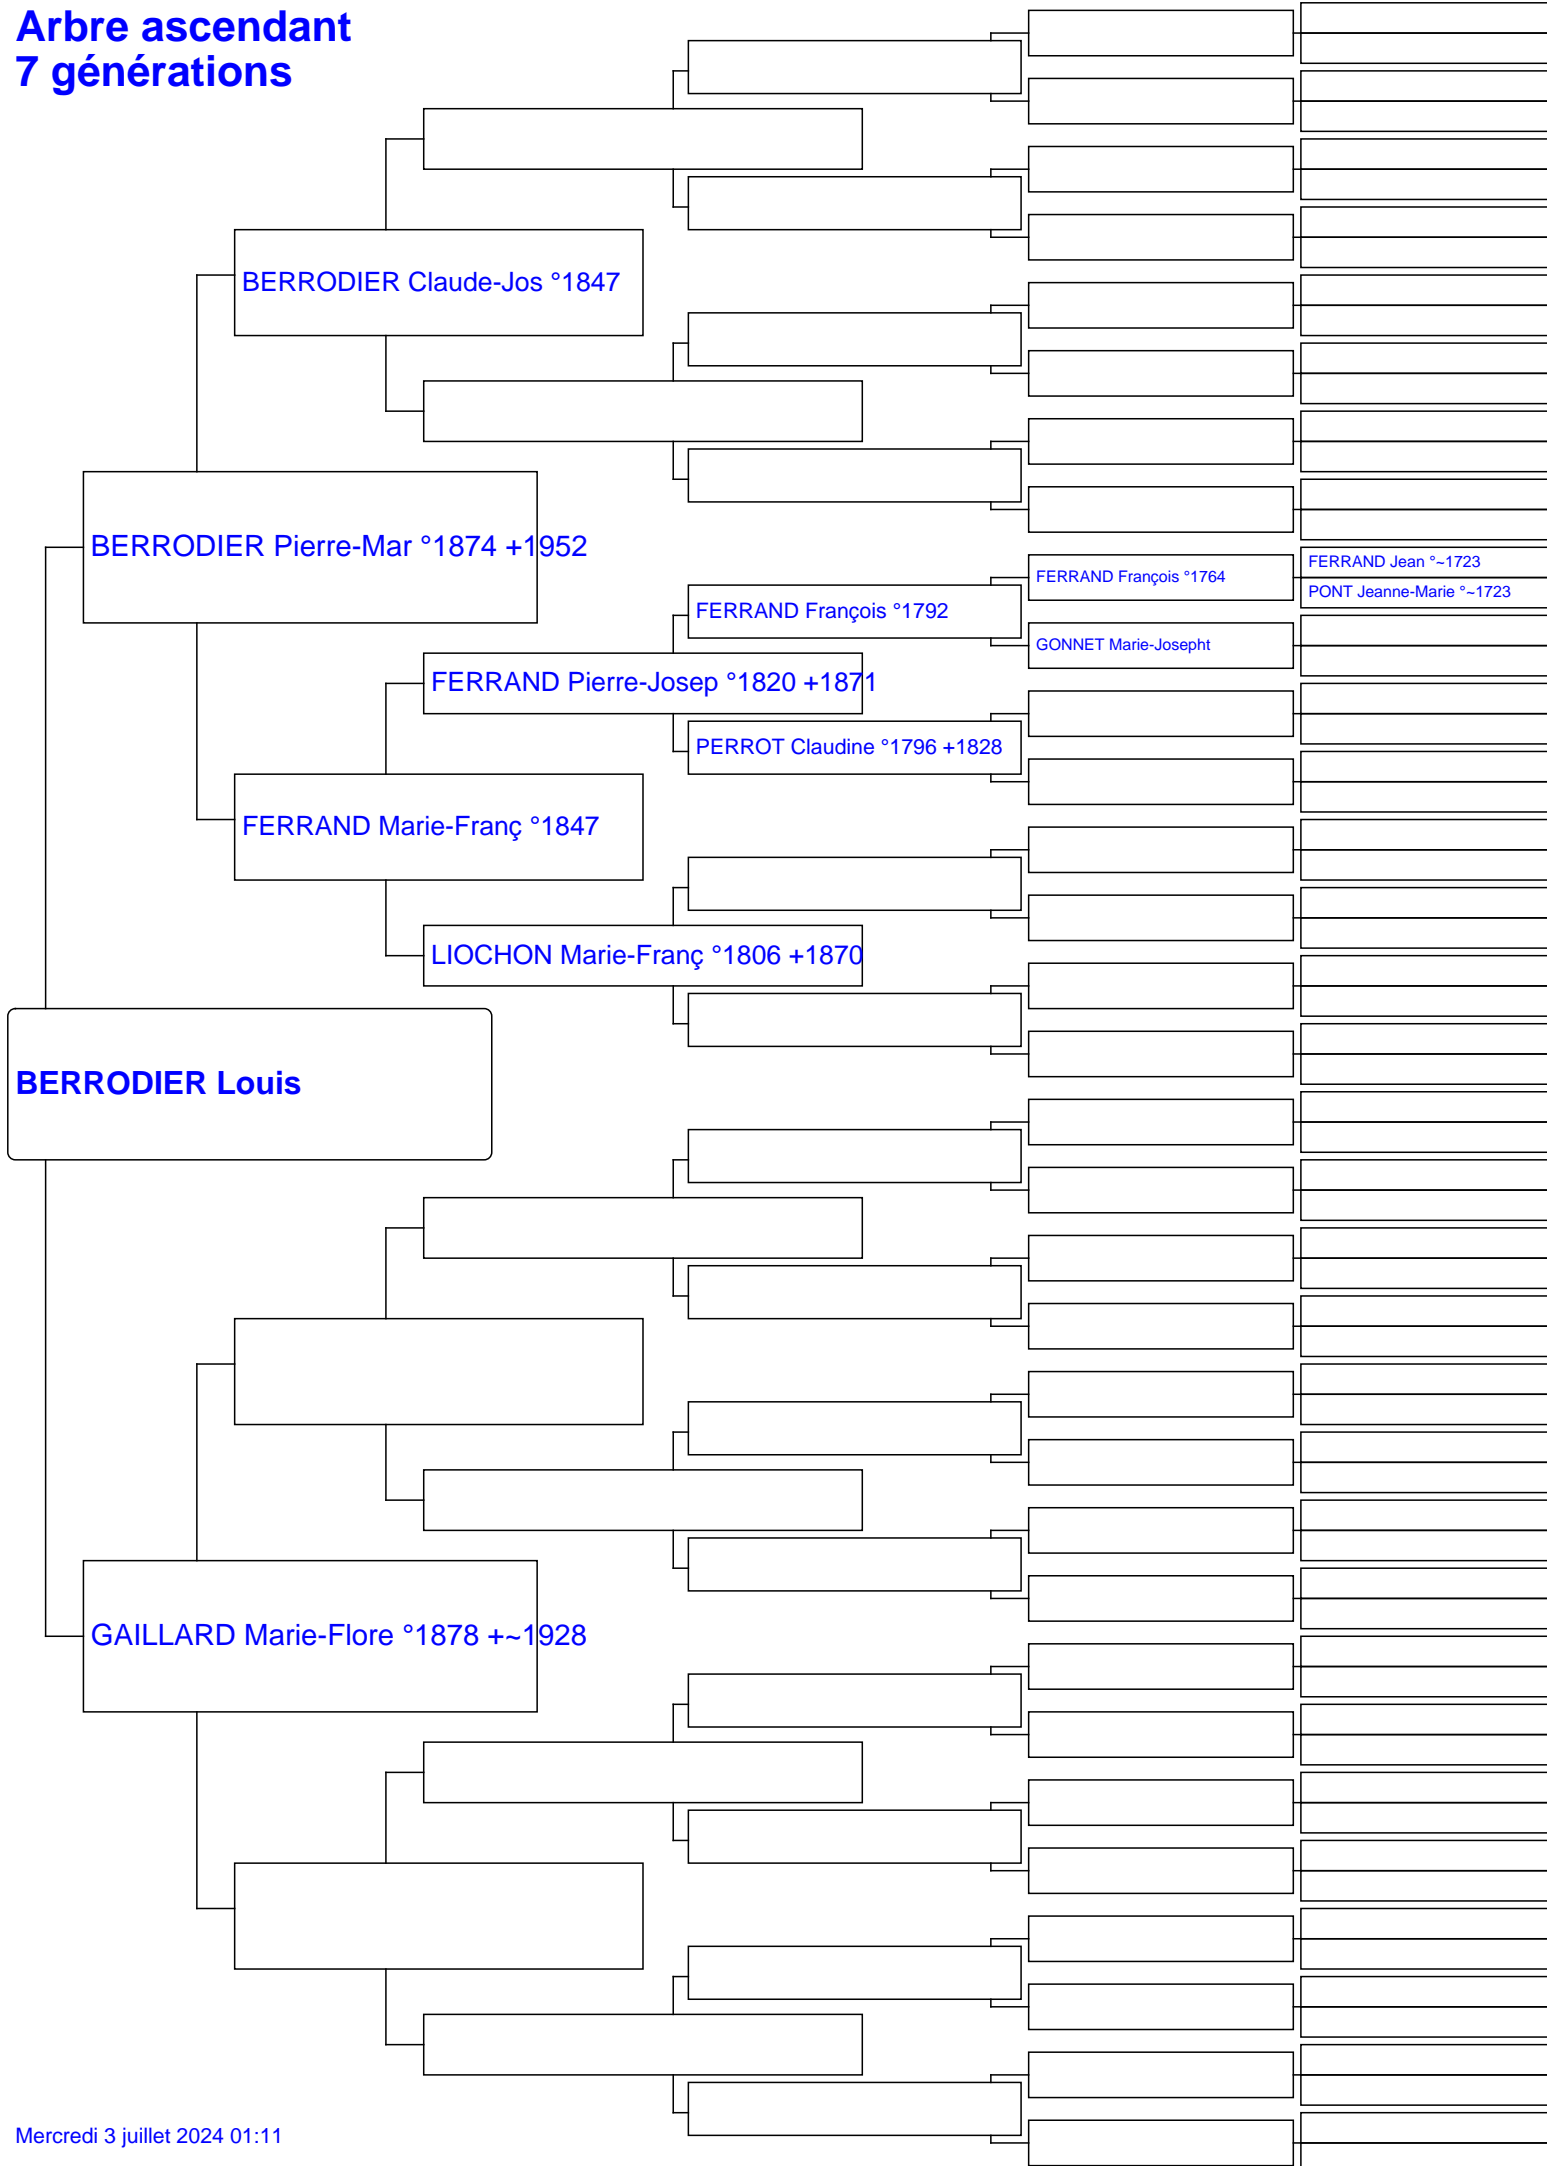 Arbre ascendant
7 générations
BERRODIER Claude-Jos °1847
BERRODIER Pierre-Mar °1874 +1952
FERRAND Jean °~1723
FERRAND François °1764
PONT Jeanne-Marie °~1723
FERRAND François °1792
GONNET Marie-Josepht
FERRAND Pierre-Josep °1820 +1871
PERROT Claudine °1796 +1828
FERRAND Marie-Franç °1847
LIOCHON Marie-Franç °1806 +1870
BERRODIER Louis
GAILLARD Marie-Flore °1878 +~1928
Mercredi 3 juillet 2024 01:11